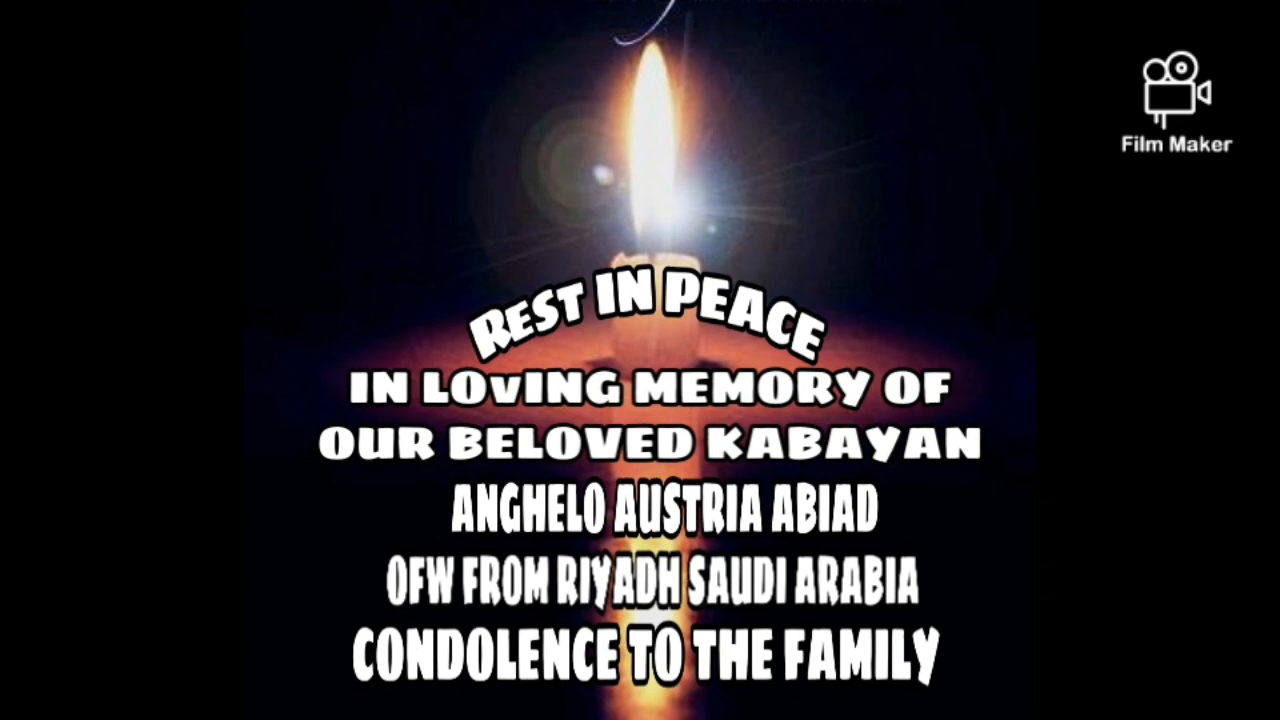 Film Maker
REST IN PEACE
IN LOVING MEMORY OF
OUR BELOVED KABAYAN
ANGHELO AUSTRIA ABIAD
OFW FROM RIYADH SAUDI ARABIA
CONDOLENCE TO THE FAMILY